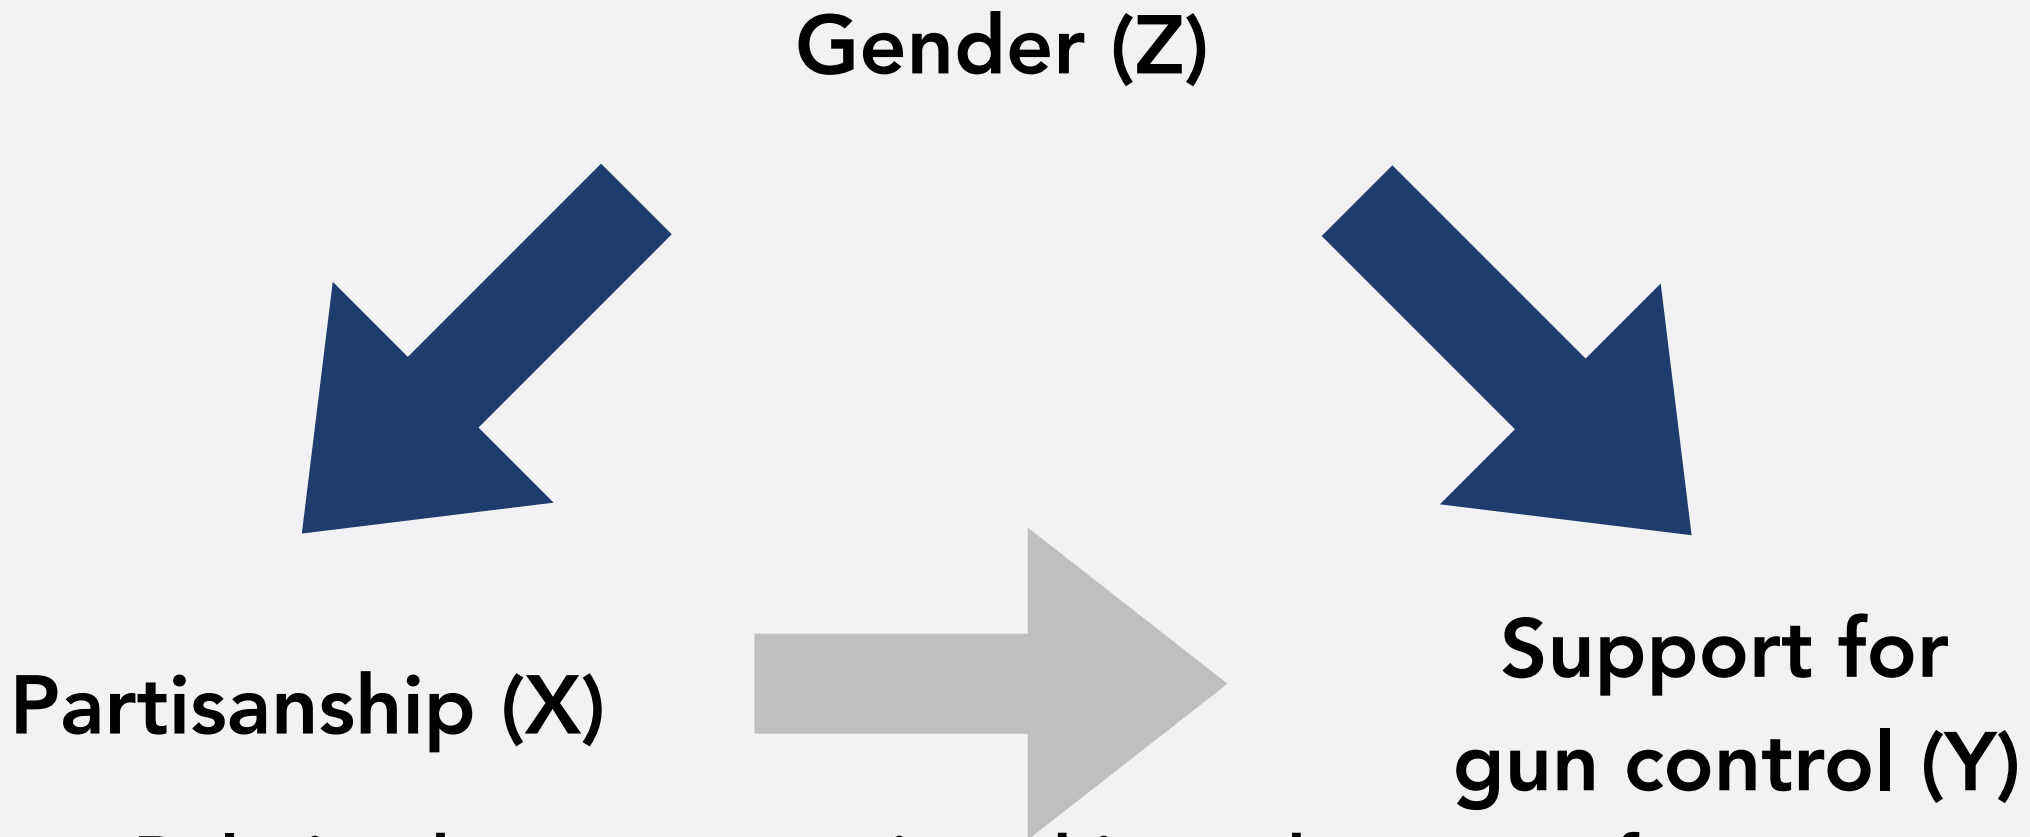 Gender (Z)
Partisanship (X)
Support for
gun control (Y)